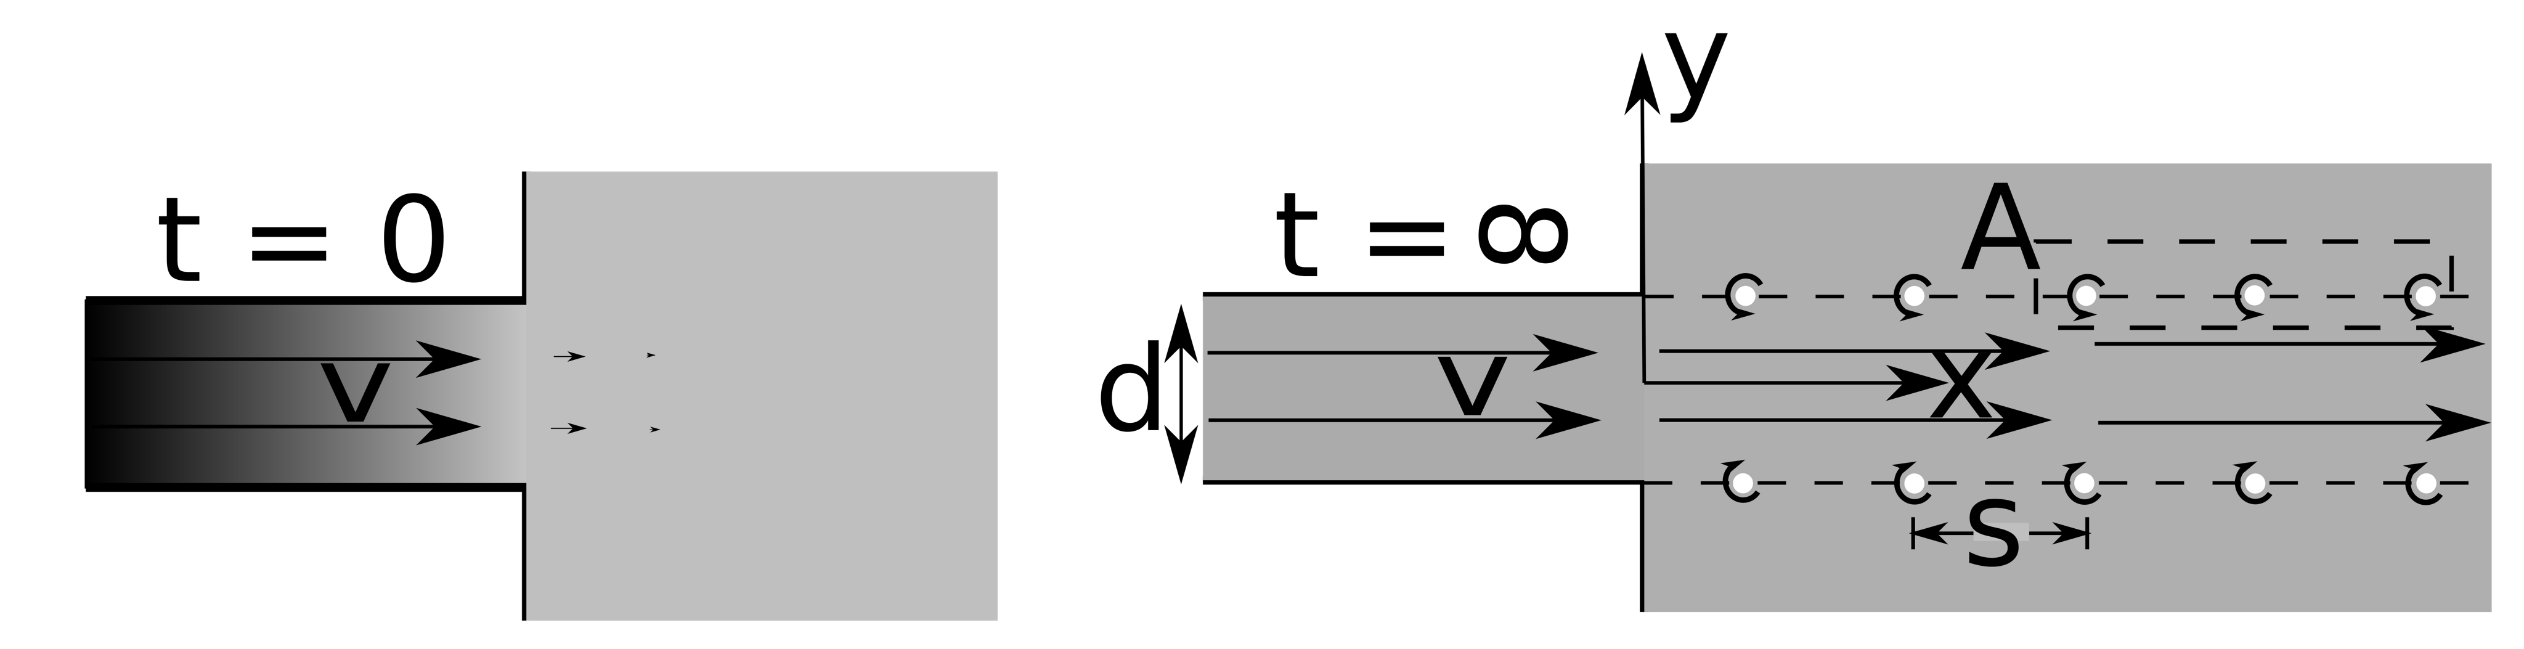 t = 0
v
y
t = ∞
A
d
v
x
s